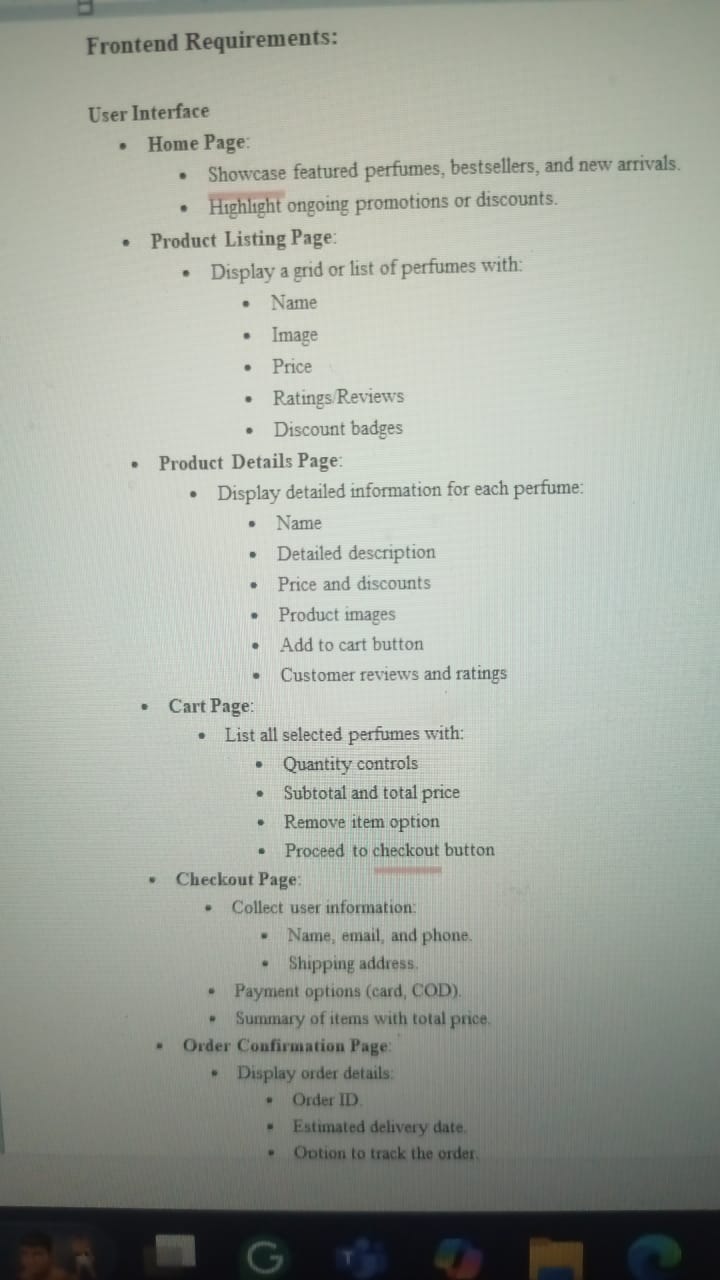 Frontend Requirements:
User Interface
• Home Page:
• Showcase featured perfumes, bestsellers, and new arrivals.
• Highlight ongoing promotions or discounts.
• Product Listing Page:
• Display a grid or list of perfumes with:
• Name
• Image
• Price
• Ratings/Reviews
• Discount badges
• Product Details Page:
• Display detailed information for each perfume:
• Name
• Detailed description
• Price and discounts
• Product images
• Add to cart button
• Customer reviews and ratings
• Cart Page:
• List all selected perfumes with:
• Quantity controls
• Subtotal and total price
• Remove item option
• Proceed to checkout button
• Checkout Page:
• Collect user information:
• Name, email, and phone.
• Shipping address.
• Payment options (card, COD).
• Summary of items with total price.
• Order Confirmation Page:
• Display order details:
• Order ID.
• Estimated delivery date.
• Option to track the order.
G
T